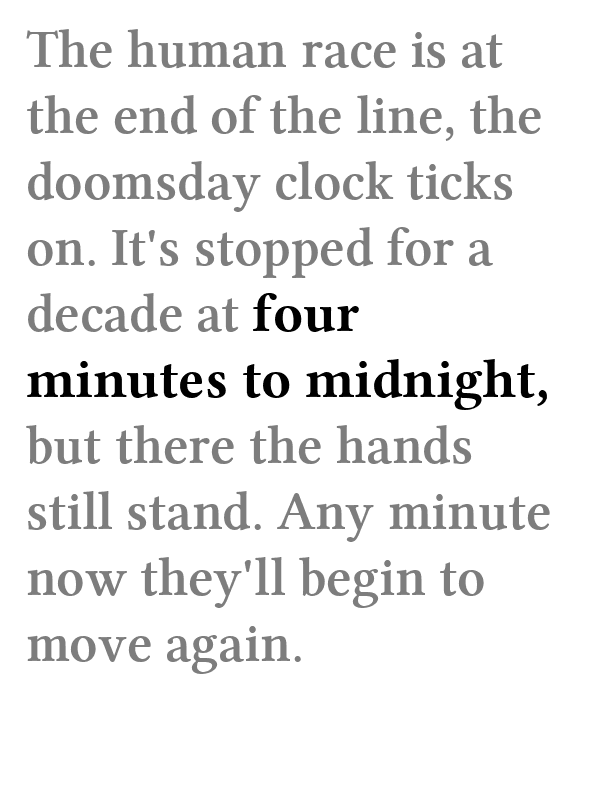 The human race is at
the end of the line, the
doomsday clock ticks
on. It's stopped for a
decade at four
minutes to midnight,
but there the hands
still stand. Any minute
now they'll begin to
move again.